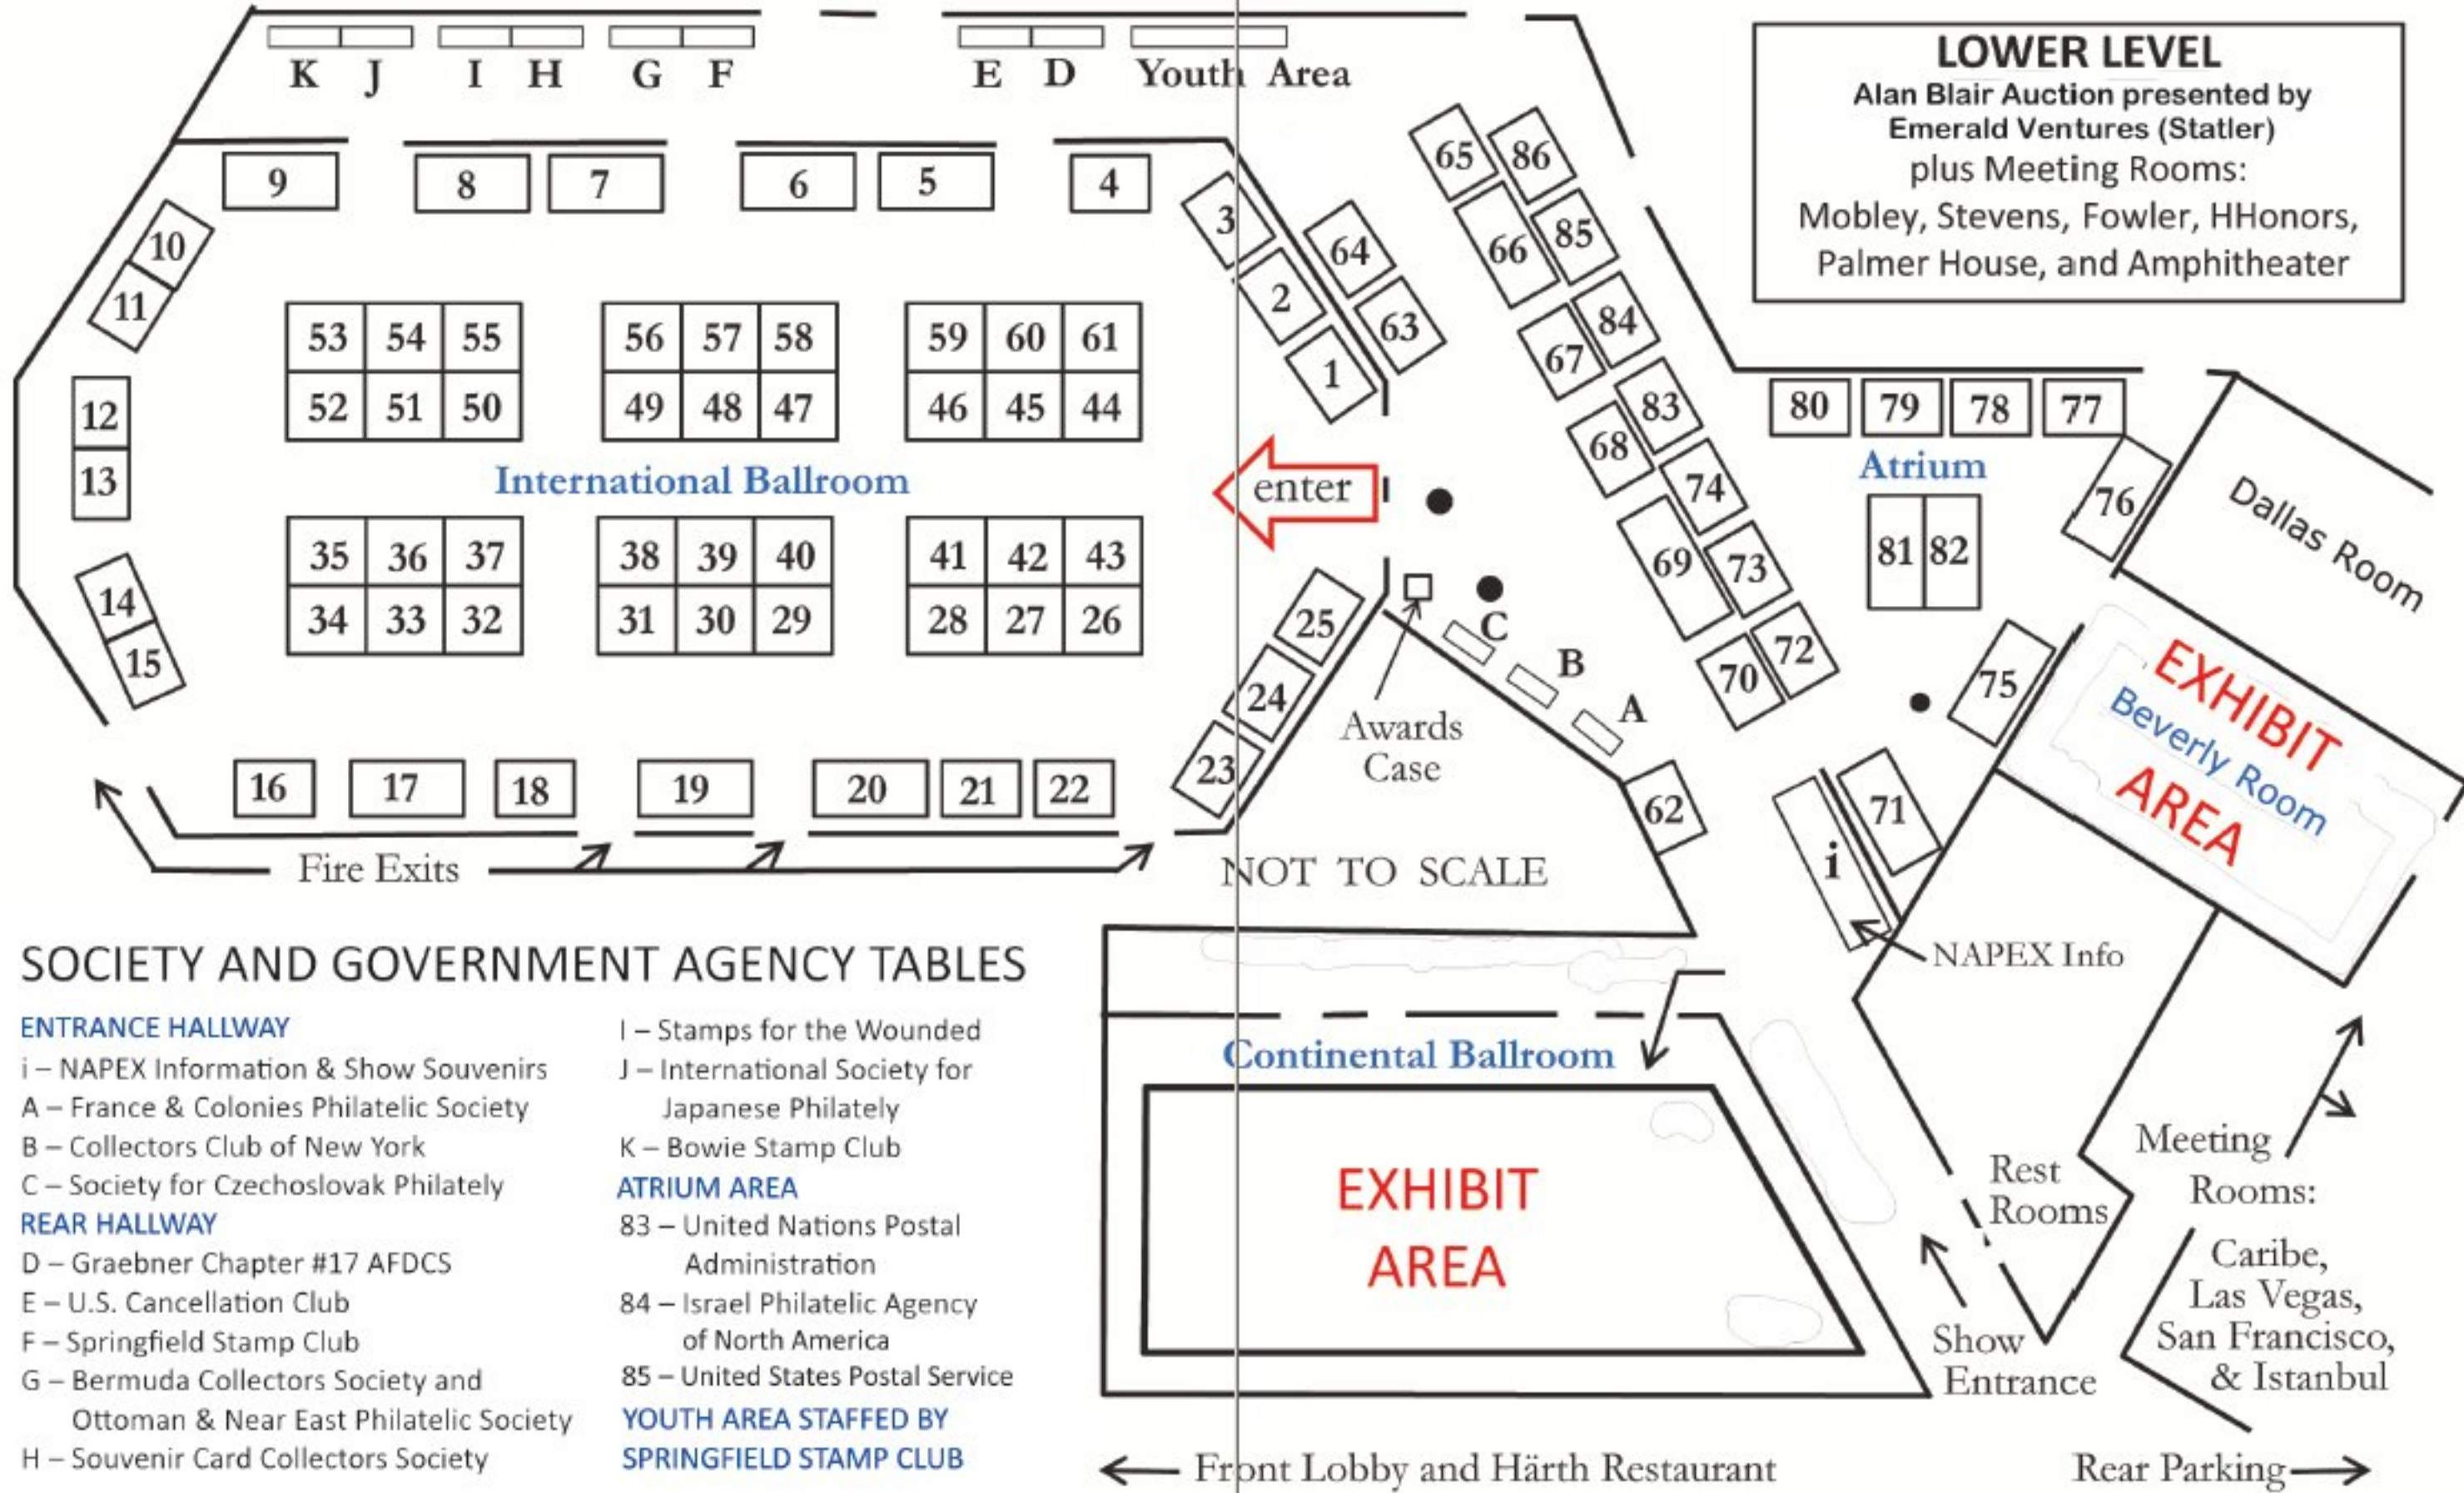 K J I H G F E D Youth Area
LOWER LEVEL
Alan Blair Auction presented by
Emerald Ventures (Statler)
plus Meeting Rooms:
Mobley, Stevens, Fowler, HHonors,
Palmer House, and Amphitheater
9 8 7 6 5 4
3
2
1
64
63
65 86
66 85
67 84
68 83
74
69 73
70 72
10
11
12
13
14
15
53 54 55 56 57 58 59 60 61
52 51 50 49 48 47 46 45 44
International Ballroom
enter
35 36 37 38 39 40 41 42 43
34 33 32 31 30 29 28 27 26
25
24
23
16 17 18 19 20 21 22
Fire Exits
80 79 78 77
Atrium
76
81 82
75
Dallas Room
EXHIBIT
Beverly Room
AREA
C
B
A
Awards
Case
62
71
i
NOT TO SCALE
NAPEX Info
SOCIETY AND GOVERNMENT AGENCY TABLES
ENTRANCE HALLWAY
i – NAPEX Information & Show Souvenirs
A – France & Colonies Philatelic Society
B – Collectors Club of New York
C – Society for Czechoslovak Philately
REAR HALLWAY
D – Graebner Chapter #17 AFDCS
E – U.S. Cancellation Club
F – Springfield Stamp Club
G – Bermuda Collectors Society and
Ottoman & Near East Philatelic Society
H – Souvenir Card Collectors Society
I – Stamps for the Wounded
J – International Society for
Japanese Philately
K – Bowie Stamp Club
ATRIUM AREA
83 – United Nations Postal
Administration
84 – Israel Philatelic Agency
of North America
85 – United States Postal Service
YOUTH AREA STAFFED BY
SPRINGFIELD STAMP CLUB
Continental Ballroom
EXHIBIT
AREA
Rest
Rooms
Show
Entrance
Meeting
Rooms:
Caribe,
Las Vegas,
San Francisco,
& Istanbul
Front Lobby and Härth Restaurant
Rear Parking